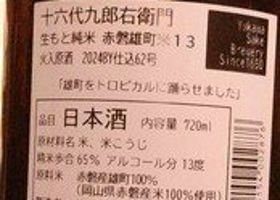 十六代九郎右衛門
生もと純米 赤磐雄町米13
火入原酒 2024BY仕込62号
「雄町をトロピカルに踊らせました」
Yukawa
Sake
Brewery
Since1650
品目 日本酒 内容量 720ml
原材料名 米、米こうじ
精米歩合 65% アルコール分 13度
原料米 赤磐産雄町100%
(岡山県赤磐産米100%使用)